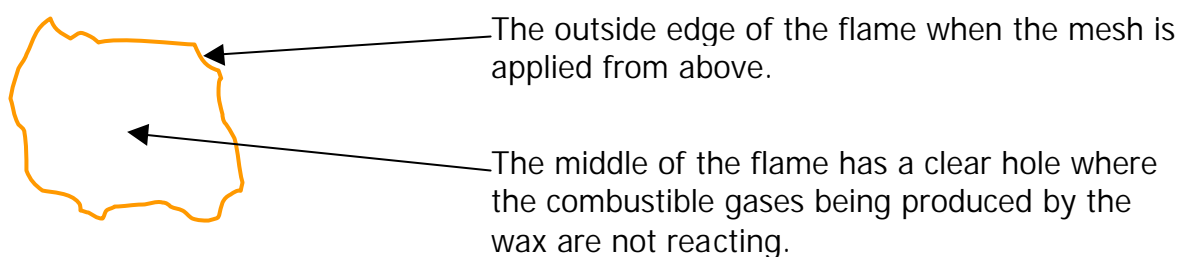 The outside edge of the flame when the mesh is
applied from above.
The middle of the flame has a clear hole where
the combustible gases being produced by the
wax are not reacting.